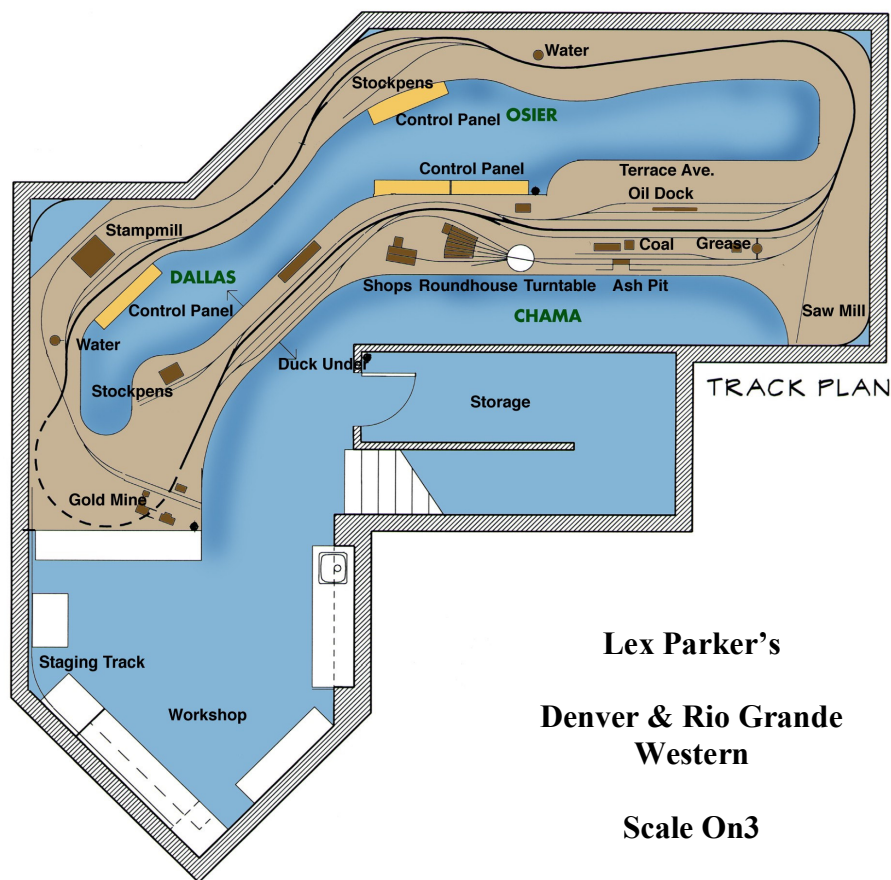 Water
Stockpens
Control Panel
OSIER
Control Panel
Terrace Ave.
Oil Dock
Stampmill
Coal
Grease
DALLAS
Control Panel
Shops
Roundhouse
Turntable
Ash Pit
CHAMA
Saw Mill
Water
Duck Under
Stockpens
TRACK PLAN
Storage
Gold Mine
Staging Track
Workshop
Lex Parker's
Denver & Rio Grande
Western
Scale On3